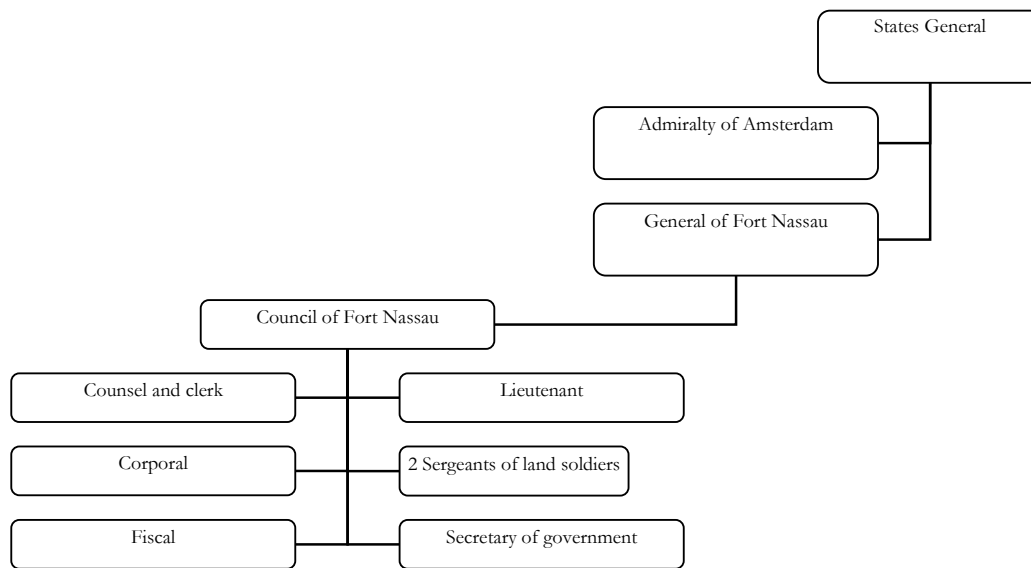 States General
Admiralty of Amsterdam
General of Fort Nassau
Council of Fort Nassau
Counsel and clerk
Lieutenant
Corporal
2 Sergeants of land soldiers
Fiscal
Secretary of government